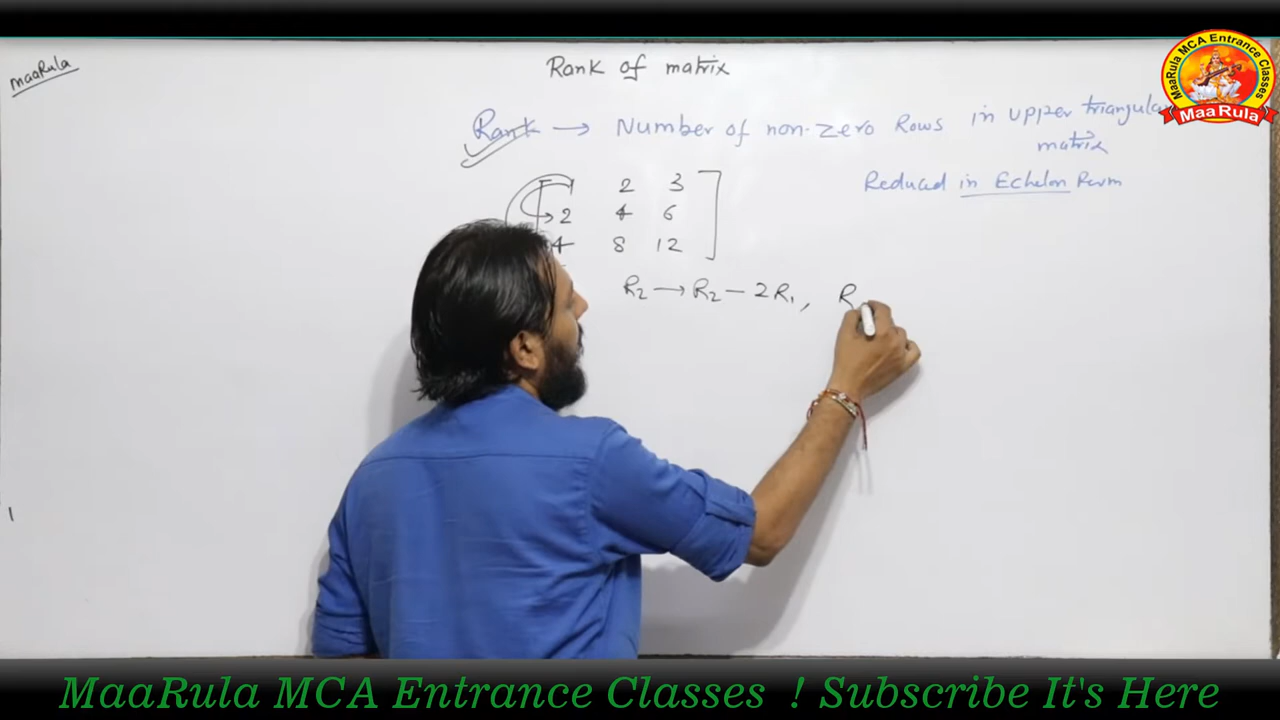 MaaRula
Rank of matrix
Rank → Number of non-zero Rows in upper triangular
matrix
Reduced in Echelon
1 2 3
2 4 6
4 8 12
R₂ → R₂ - 2R₁, R
MaaRula MCA Entrance Classes
MaaRula
MaaRula MCA Entrance Classes ! Subscribe It's Here